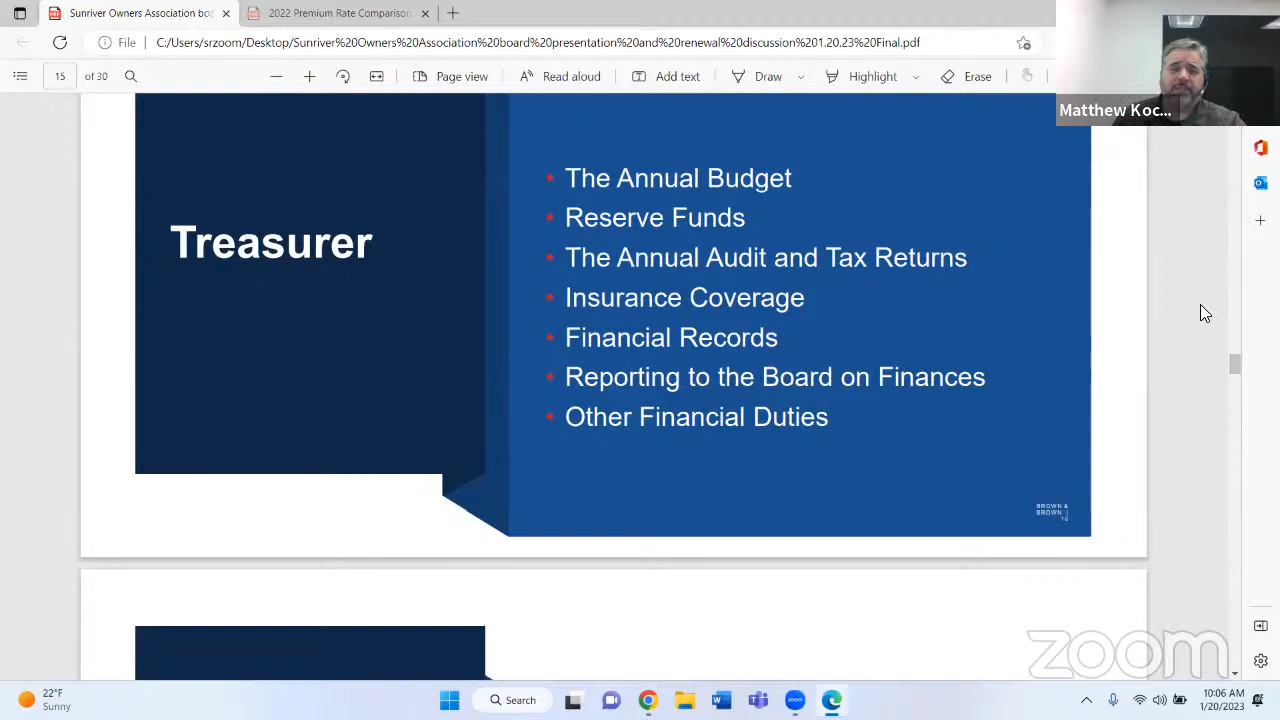 Sunriver Owners Association boa
2022 Premium Rate Comparison
File
C:/Users/srzoom/Desktop/Sunriver%20Owners%20Association%20board%20presentation%20and%20renewal%20discussion%201.20.23%20Final.pdf
15
of 30
Page view
Read aloud
Add text
Draw
Highlight
Erase
Matthew Koc...
Treasurer
• The Annual Budget
• Reserve Funds
• The Annual Audit and Tax Returns
• Insurance Coverage
• Financial Records
• Reporting to the Board on Finances
• Other Financial Duties
BROWN &
BROWN |
16
zoom
22°F
Sunny
Search
10:06 AM
1/20/2023